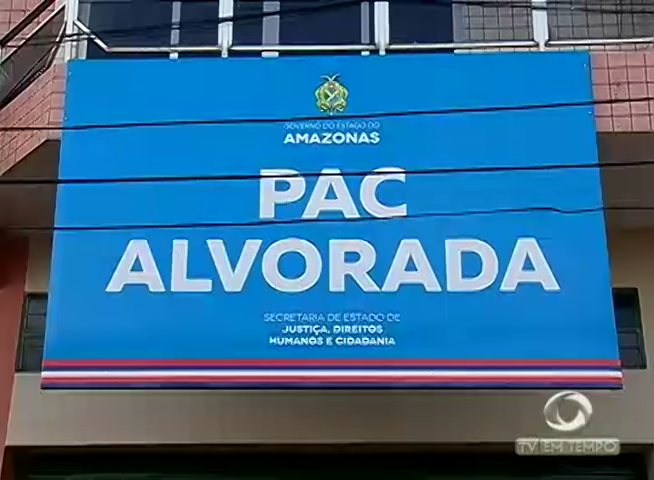 GOVERNO DO ESTADO DO
AMAZONAS
PAC
ALVORADA
SECRETARIA DE ESTADO DE
JUSTIÇA, DIREITOS
HUMANOS E CIDADANIA
TV EM TEMPO